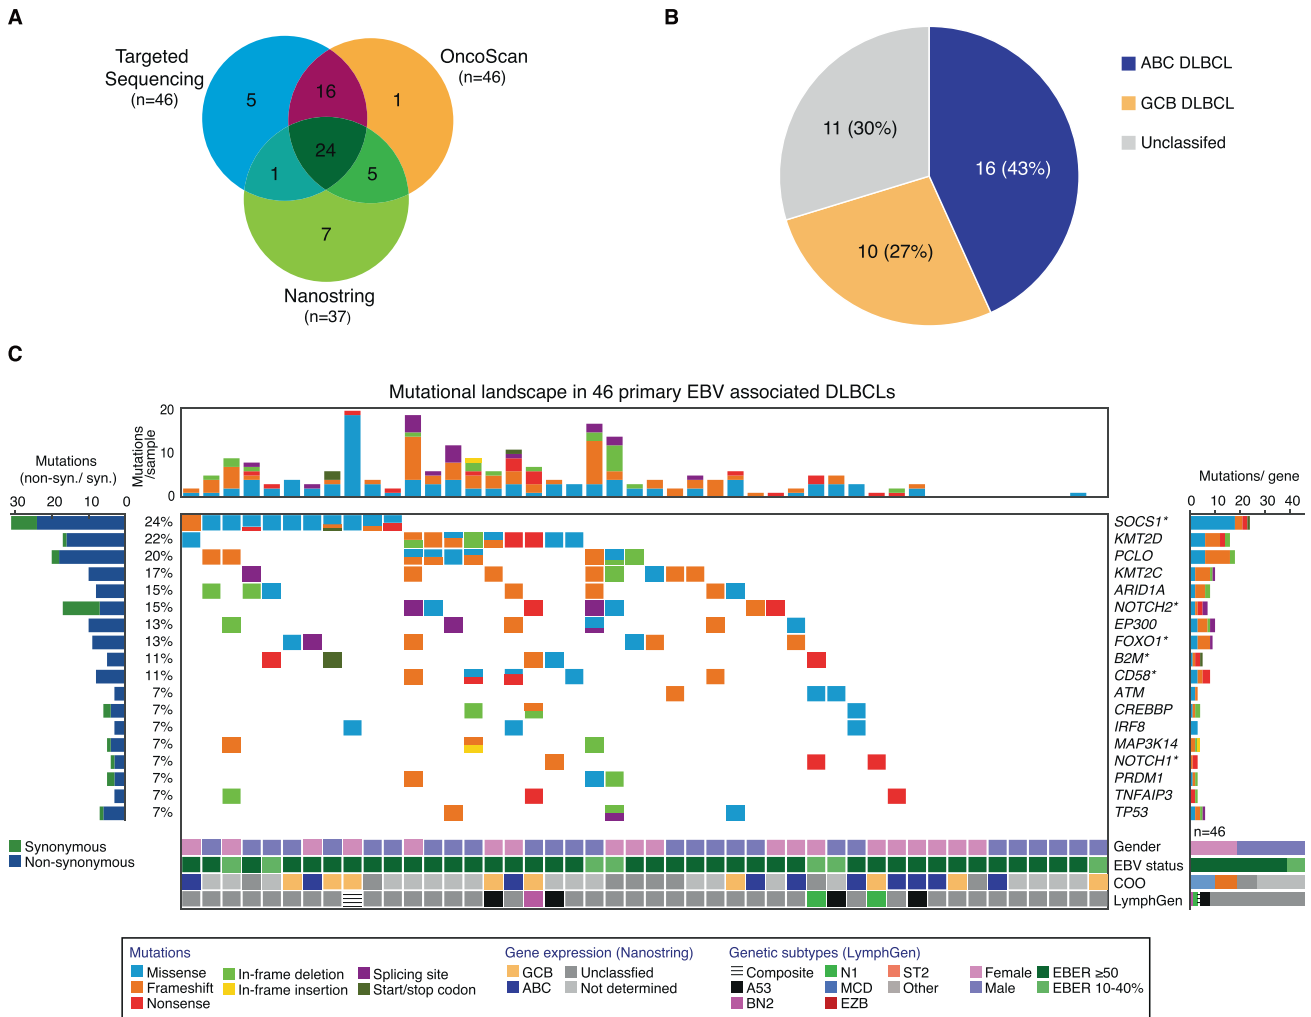 A
B
Targeted
Sequencing
(n=46)
OncoScan
(n=46)
5
16
1
24
1
5
7
Nanostring
(n=37)
11 (30%)
16 (43%)
10 (27%)
ABC DLBCL
GCB DLBCL
Unclassifed
C
Mutational landscape in 46 primary EBV associated DLBCLs
Mutations
(non-syn./ syn.)
30 20 10 0
Mutations
/sample
20
10
0
Mutations/ gene
0 10 20 30 40
24% SOCS1*
22% KMT2D
20% PCLO
17% KMT2C
15% ARID1A
15% NOTCH2*
13% EP300
13% FOXO1*
11% B2M*
11% CD58*
7% ATM
7% CREBBP
7% IRF8
7% MAP3K14
7% NOTCH1*
7% PRDM1
7% TNFAIP3
7% TP53
n=46
Synonymous
Non-synonymous
Gender
EBV status
COO
LymphGen
Mutations
Missense
Frameshift
Nonsense
In-frame deletion
In-frame insertion
Splicing site
Start/stop codon
Gene expression (Nanostring)
GCB
ABC
Unclassfied
Not determined
Genetic subtypes (LymphGen)
Composite
A53
BN2
N1
MCD
EZB
ST2
Other
Female
Male
EBER ≥50
EBER 10-40%